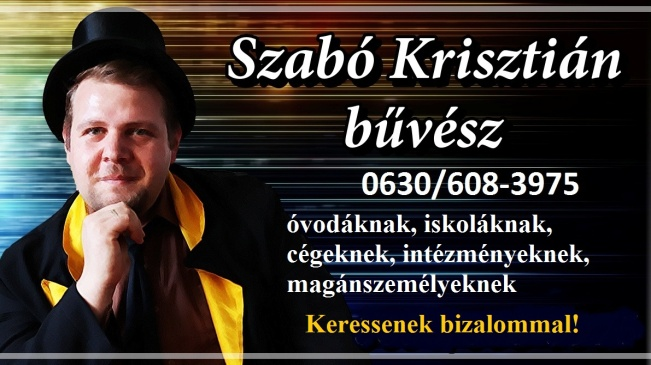 Szabó Krisztián
bűvész
0630/608-3975
óvodáknak, iskoláknak,
cégeknek, intézményeknek,
magánszemélyeknek
Keressenek bizalommal!